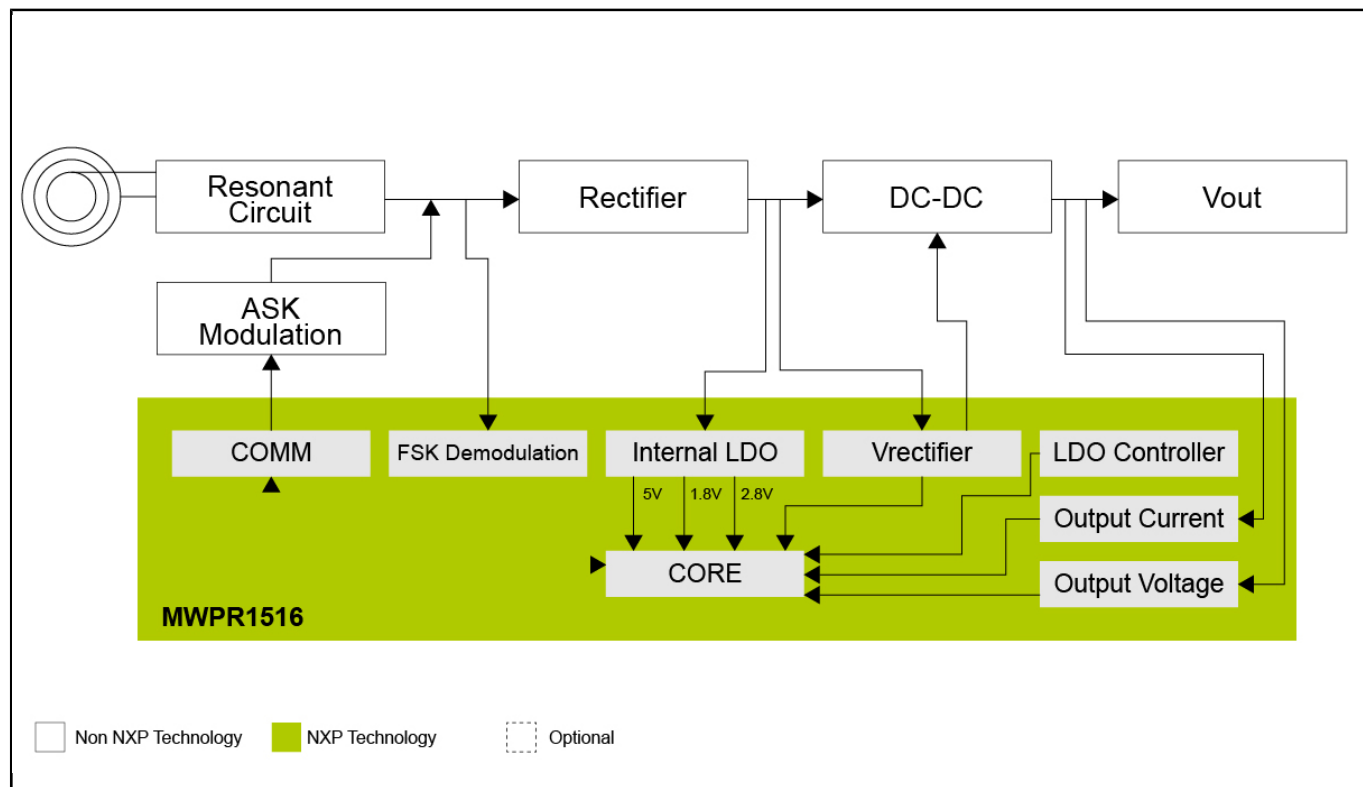 Resonant
Circuit
Rectifier
DC-DC
Vout
ASK
Modulation
COMM
FSK Demodulation
Internal LDO
Vrectifier
LDO Controller
5V
1.8V
2.8V
Output Current
CORE
Output Voltage
MWPR1516
Non NXP Technology
NXP Technology
Optional